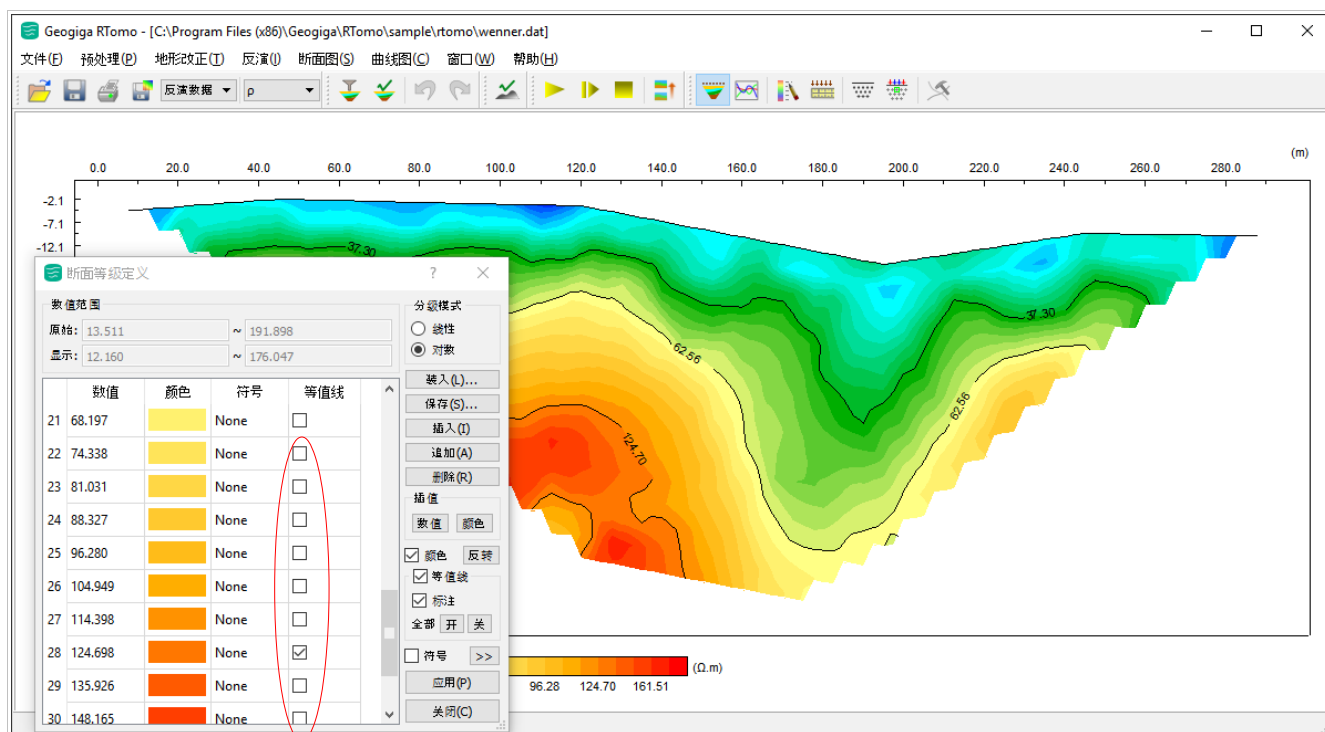 Geogiga RTomo - [C:\Program Files (x86)\Geogiga\RTomo\sample\rtomo\wenner.dat]
文件(F) 预处理(P) 地形改正(T) 反演(I) 断面图(S) 曲线图(C) 窗口(W) 帮助(H)
反演数据 ρ
(m)
0.0 20.0 40.0 60.0 80.0 100.0 120.0 140.0 160.0 180.0 200.0 220.0 240.0 260.0 280.0
-2.1
-7.1
-12.1
37.30
37.30
62.56
62.56
124.70
断面等级定义 ?
数值范围
原始: 13.511 ~ 191.898
显示: 12.160 ~ 176.047
数值 颜色 符号 等值线
21 68.197 None
22 74.338 None
23 81.031 None
24 88.327 None
25 96.280 None
26 104.949 None
27 114.398 None
28 124.698 None
29 135.926 None
30 148.165 None
分级模式
线性
对数
装入(L)...
保存(S)...
插入(I)
追加(A)
删除(R)
插值
数值 颜色
颜色 反转
等值线
标注
全部 开 关
符号 >>
应用(P)
关闭(C)
(Ω.m)
96.28 124.70 161.51